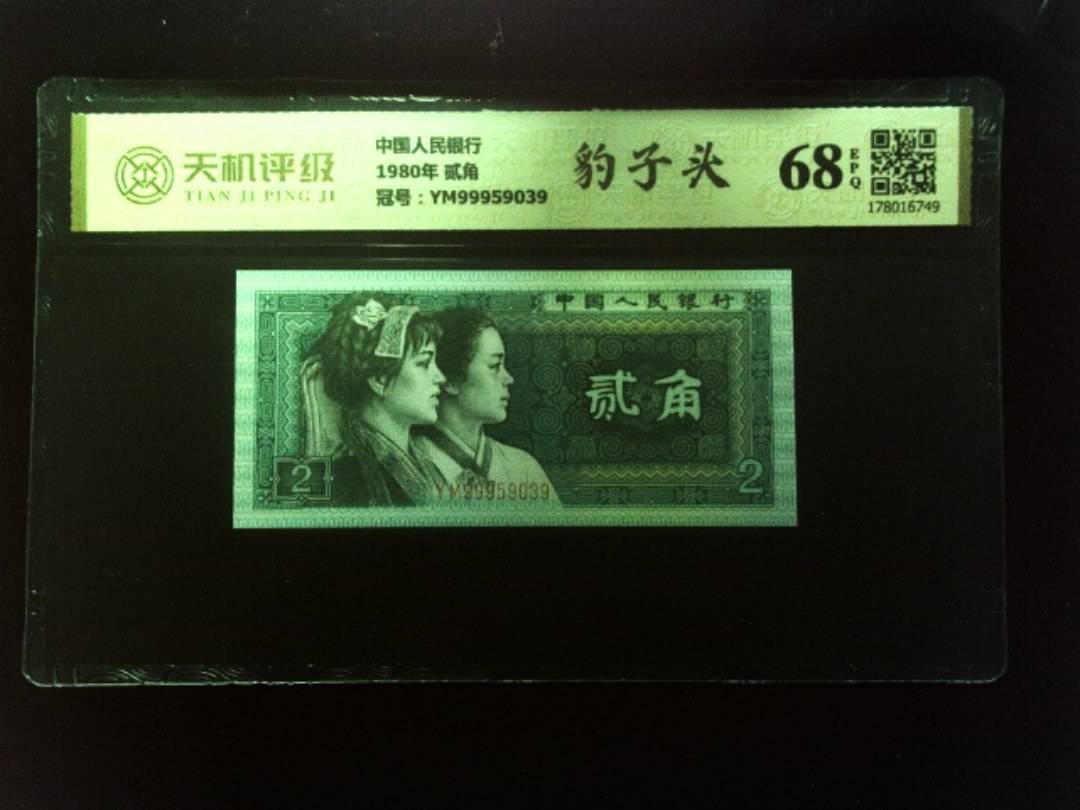 天机评级
TIAN JI PING JI
中国人民银行
1980年 贰角
冠号：YM99959039
豹子头
68
EPQ
178016749
中国人民银行
贰角
2
2
YM99959039